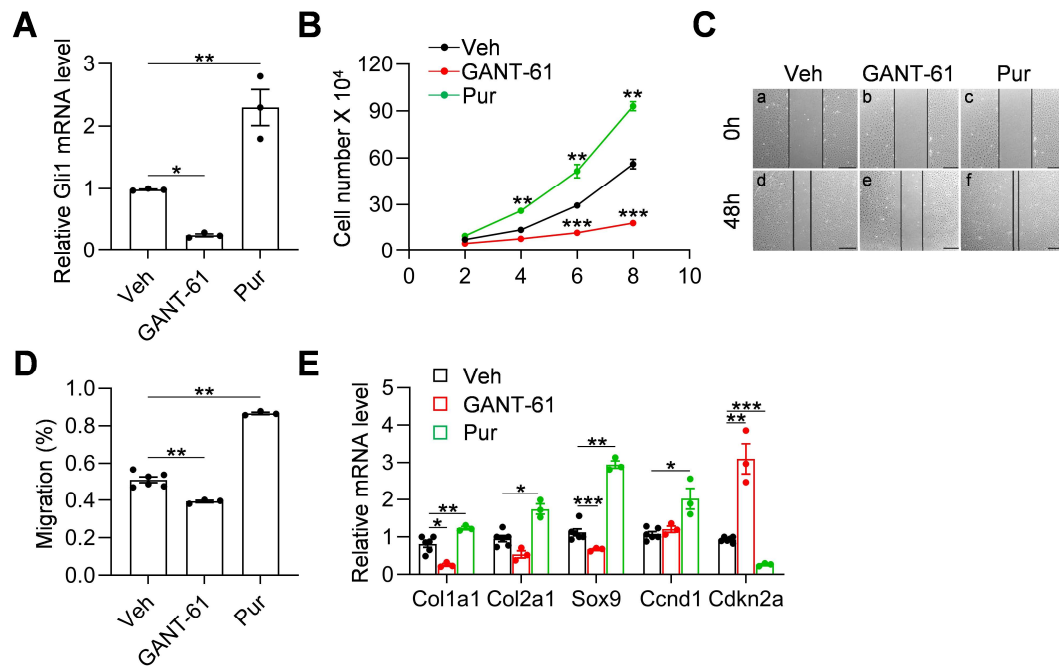 A
Relative Gli1 mRNA level
3
2
1
0
**
*
Veh
GANT-61
Pur
B
Veh
GANT-61
Pur
Cell number X 10⁴
120
90
60
30
0
**
**
**
***
***
0 2 4 6 8 10
C
Veh GANT-61 Pur
0h
a b c
48h
d e f
D
Migration (%)
1.0
0.8
0.6
0.4
0.2
0.0
**
**
Veh
GANT-61
Pur
E
Veh
GANT-61
Pur
Relative mRNA level
5
4
3
2
1
0
**
*
*
**
***
*
***
**
Col1a1 Col2a1 Sox9 Ccnd1 Cdkn2a